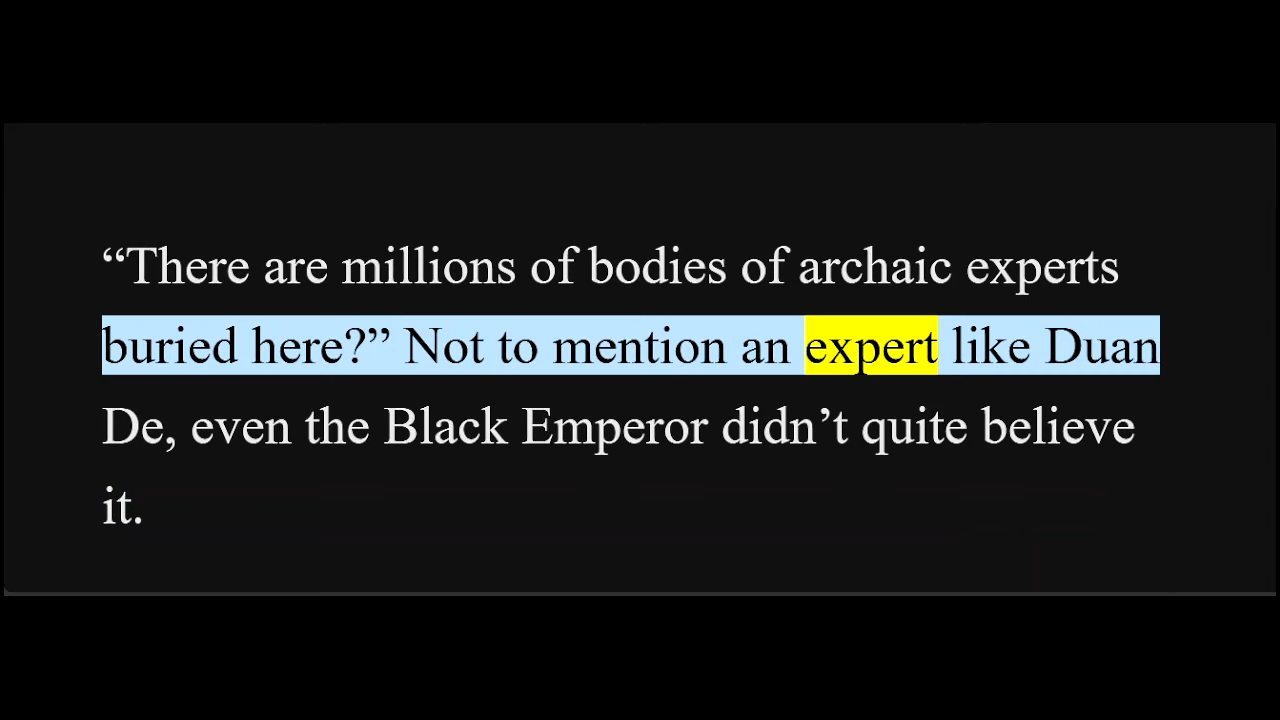 “There are millions of bodies of archaic experts
buried here?” Not to mention an expert like Duan
De, even the Black Emperor didn’t quite believe
it.